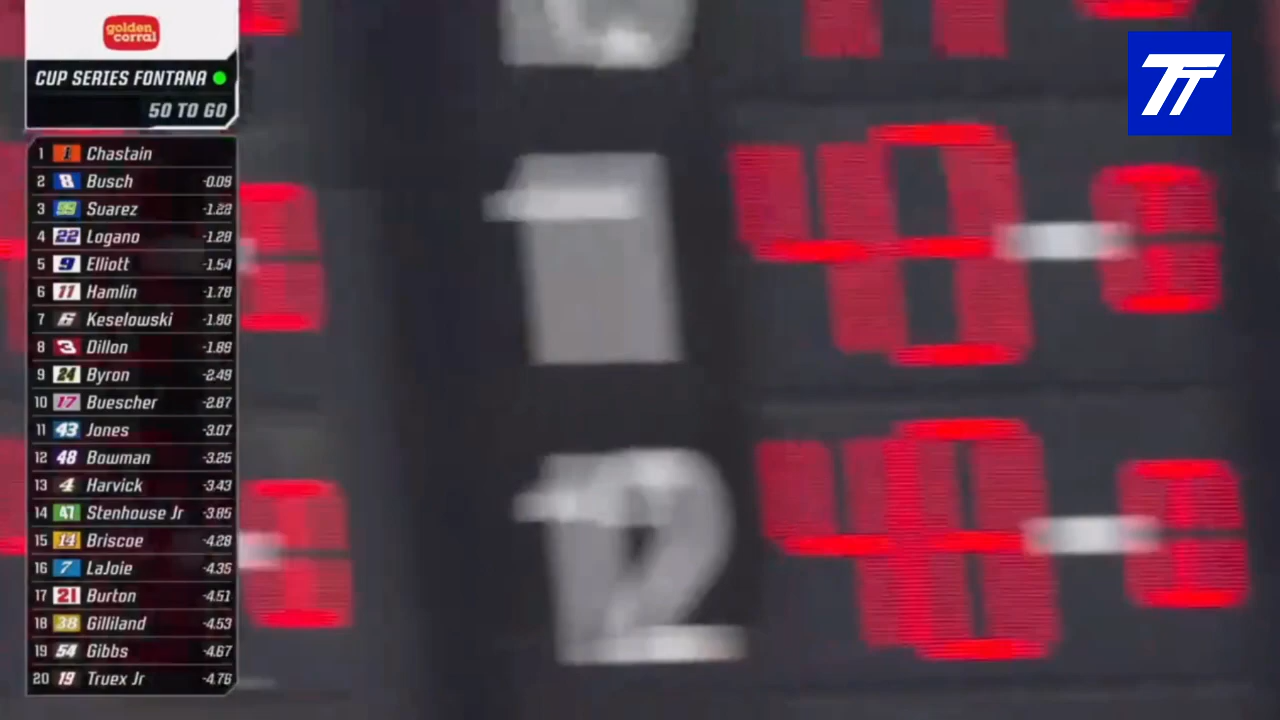 golden corral
CUP SERIES FONTANA
50 TO GO
1 1 Chastain
2 8 Busch -0.09
3 99 Suarez -1.22
4 22 Logano -1.28
5 9 Elliott -1.54
6 11 Hamlin -1.78
7 6 Keselowski -1.80
8 3 Dillon -1.86
9 24 Byron -2.49
10 17 Buescher -2.87
11 43 Jones -3.07
12 48 Bowman -3.25
13 4 Harvick -3.43
14 47 Stenhouse Jr -3.85
15 14 Briscoe -4.28
16 7 LaJoie -4.35
17 21 Burton -4.51
18 38 Gilliland -4.53
19 54 Gibbs -4.67
20 19 Truex Jr -4.76
TT